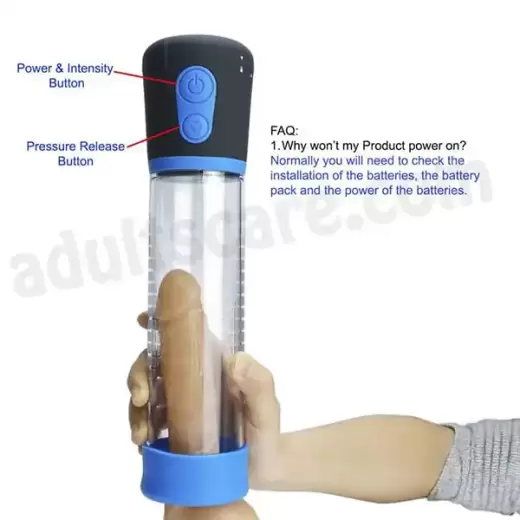 Power & Intensity
Button
Pressure Release
Button
FAQ:
1.Why won't my Product power on?
Normally you will need to check the
installation of the batteries, the battery
pack and the power of the batteries.
adultscare.com